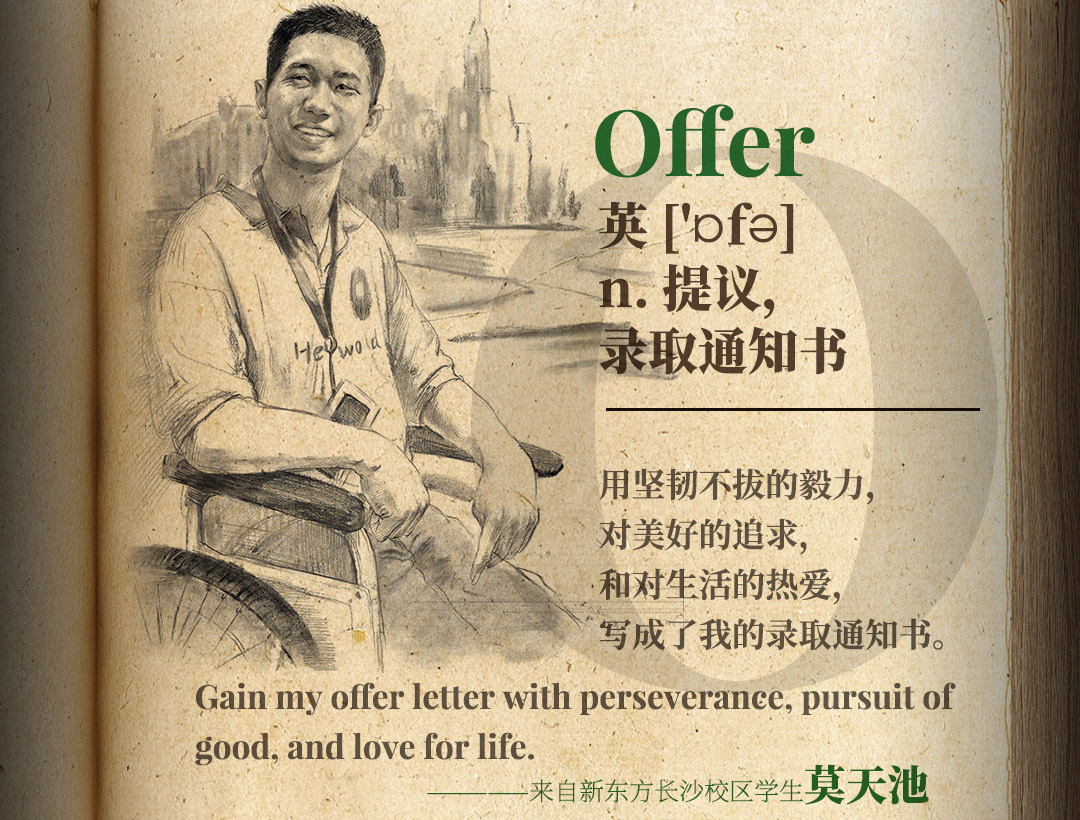 Offer
英 ['ɒfə]
n. 提议，
录取通知书
用坚韧不拔的毅力，
对美好的追求，
和对生活的热爱，
写成了我的录取通知书。
Gain my offer letter with perseverance, pursuit of
good, and love for life.
————来自新东方长沙校区学生莫天池